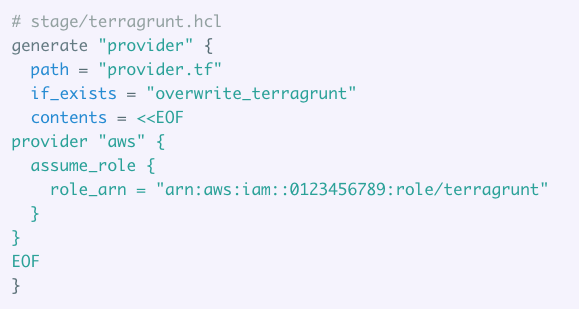 # stage/terragrunt.hcl
generate "provider" {
  path = "provider.tf"
  if_exists = "overwrite_terragrunt"
  contents = <<EOF
provider "aws" {
  assume_role {
    role_arn = "arn:aws:iam::0123456789:role/terragrunt"
  }
}
EOF
}